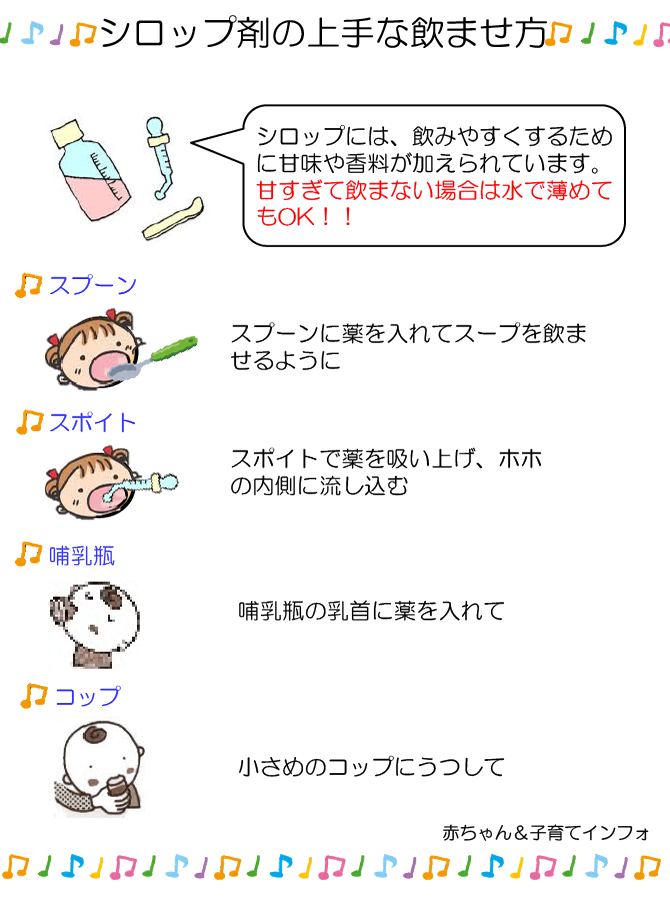 シロップ剤の上手な飲ませ方
シロップには、飲みやすくするため
に甘味や香料が加えられています。
甘すぎて飲まない場合は水で薄めて
もOK！！
スプーン
スプーンに薬を入れてスープを飲ま
せるように
スポイト
スポイトで薬を吸い上げ、ホホ
の内側に流し込む
哺乳瓶
哺乳瓶の乳首に薬を入れて
コップ
小さめのコップにうつして
赤ちゃん＆子育てインフォ